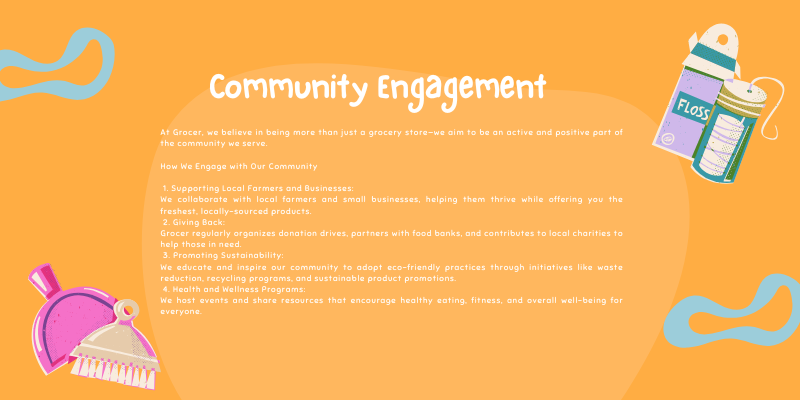 Community Engagement
FLOSS
At Grocer, we believe in being more than just a grocery store—we aim to be an active and positive part of
the community we serve.
How We Engage with Our Community
1. Supporting Local Farmers and Businesses:
We collaborate with local farmers and small businesses, helping them thrive while offering you the
freshest, locally-sourced products.
2. Giving Back:
Grocer regularly organizes donation drives, partners with food banks, and contributes to local charities to
help those in need.
3. Promoting Sustainability:
We educate and inspire our community to adopt eco-friendly practices through initiatives like waste
reduction, recycling programs, and sustainable product promotions.
4. Health and Wellness Programs:
We host events and share resources that encourage healthy eating, fitness, and overall well-being for
everyone.